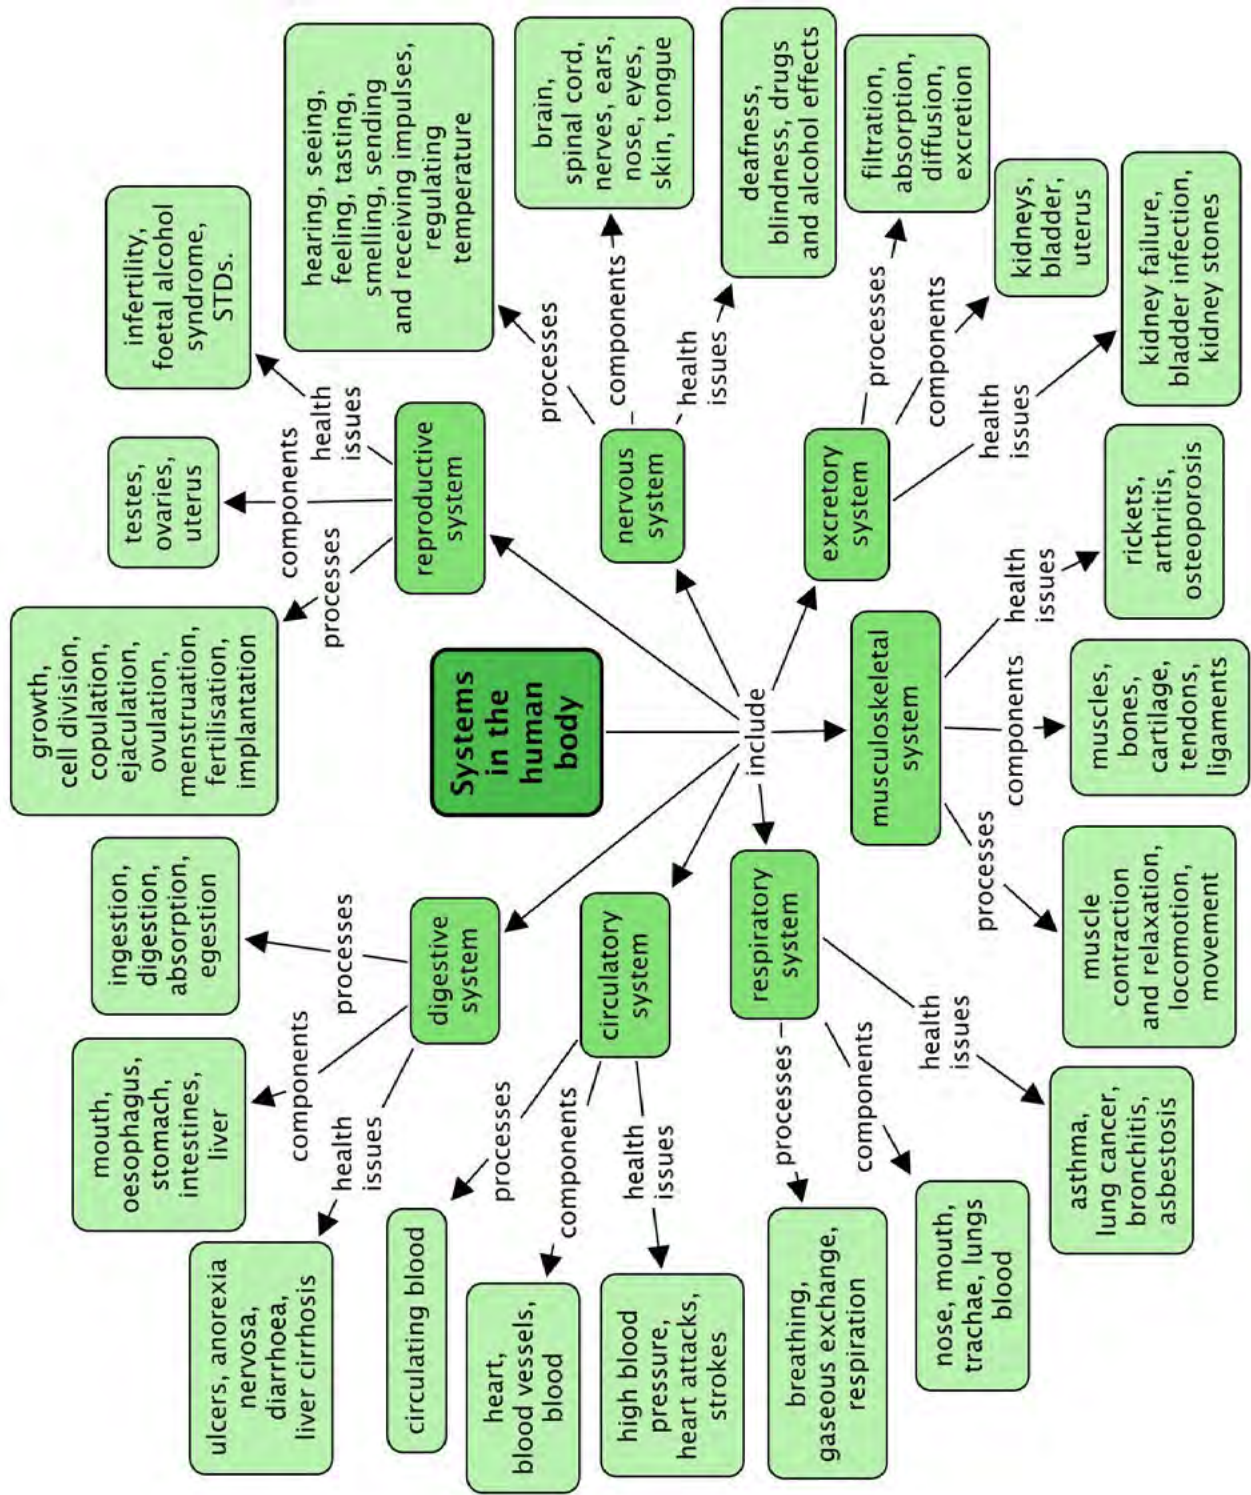 Systems
in the
human
body
include
digestive
system
processes
ingestion,
digestion,
absorption,
egestion
components
mouth,
oesophagus,
stomach,
intestines,
liver
health
issues
ulcers, anorexia
nervosa,
diarrhoea,
liver cirrhosis
circulatory
system
processes
circulating blood
components
heart,
blood vessels,
blood
health
issues
high blood
pressure,
heart attacks,
strokes
respiratory
system
processes
breathing,
gaseous exchange,
respiration
components
nose, mouth,
trachae, lungs
blood
health
issues
asthma,
lung cancer,
bronchitis,
asbestosis
musculoskeletal
system
processes
muscle
contraction
and relaxation,
locomotion,
movement
components
muscles,
bones,
cartilage,
tendons,
ligaments
health
issues
rickets,
arthritis,
osteoporosis
excretory
system
processes
filtration,
absorption,
diffusion,
excretion
components
kidneys,
bladder,
uterus
health
issues
kidney failure,
bladder infection,
kidney stones
nervous
system
processes
hearing, seeing,
feeling, tasting,
smelling, sending
and receiving impulses,
regulating
temperature
components
brain,
spinal cord,
nerves, ears,
nose, eyes,
skin, tongue
health
issues
deafness,
blindness, drugs
and alcohol effects
reproductive
system
processes
growth,
cell division,
copulation,
ejaculation,
ovulation,
menstruation,
fertilisation,
implantation
components
testes,
ovaries,
uterus
health
issues
infertility,
foetal alcohol
syndrome,
STDs.